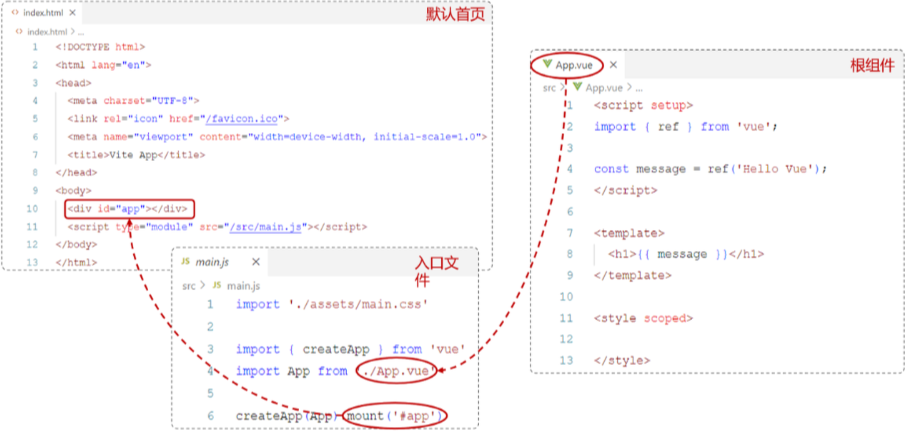 index.html ×
默认首页
index.html > ...
1 <!DOCTYPE html>
2 <html lang="en">
3 <head>
4 <meta charset="UTF-8">
5 <link rel="icon" href="/favicon.ico">
6 <meta name="viewport" content="width=device-width, initial-scale=1.0">
7 <title>Vite App</title>
8 </head>
9 <body>
10 <div id="app"></div>
11 <script type="module" src="/src/main.js"></script>
12 </body>
13 </html>
JS main.js ×
入口文
件
src > JS main.js
1 import './assets/main.css'
2
3 import { createApp } from 'vue'
4 import App from './App.vue'
5
6 createApp(App).mount('#app')
App.vue ×
根组件
src > App.vue > ...
1 <script setup>
2 import { ref } from 'vue';
3
4 const message = ref('Hello Vue');
5 </script>
6
7 <template>
8 <h1>{{ message }}</h1>
9 </template>
10
11 <style scoped>
12
13 </style>